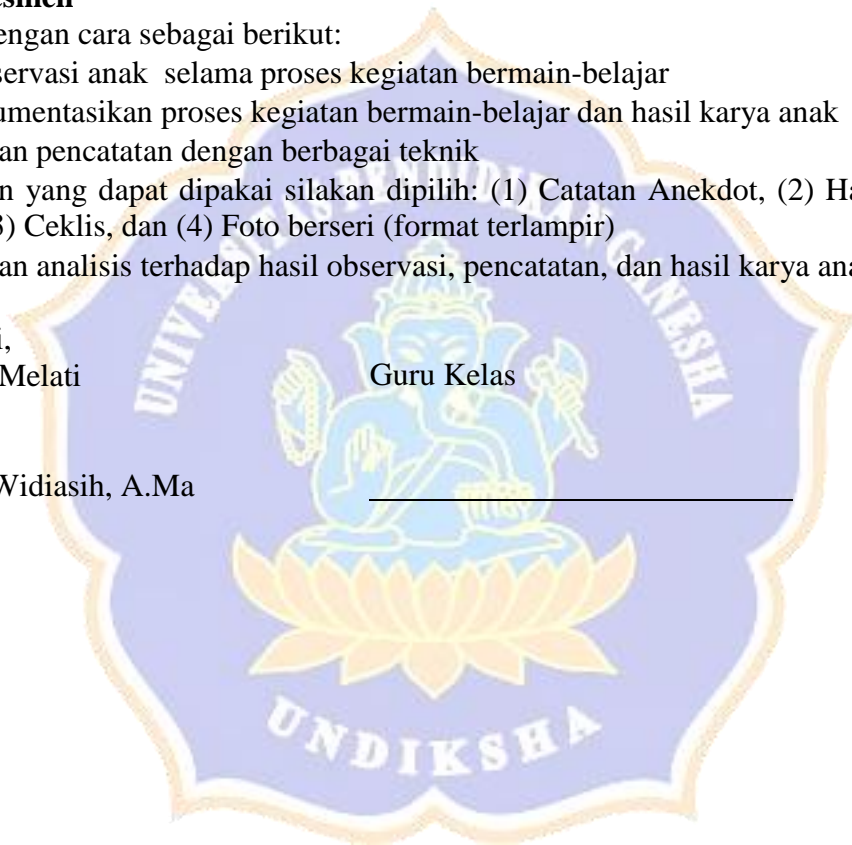 engan cara sebagai berikut:
servasi anak selama proses kegiatan bermain-belajar
umentasikan proses kegiatan bermain-belajar dan hasil karya anak
an pencatatan dengan berbagai teknik
n yang dapat dipakai silakan dipilih: (1) Catatan Anekdot, (2) Ha
3) Ceklis, dan (4) Foto berseri (format terlampir)
an analisis terhadap hasil observasi, pencatatan, dan hasil karya ana
i,
Melati Guru Kelas
Widiasih, A.Ma
UNIVERSITAS PENDIDIKAN GANESHA
UNDIKSHA